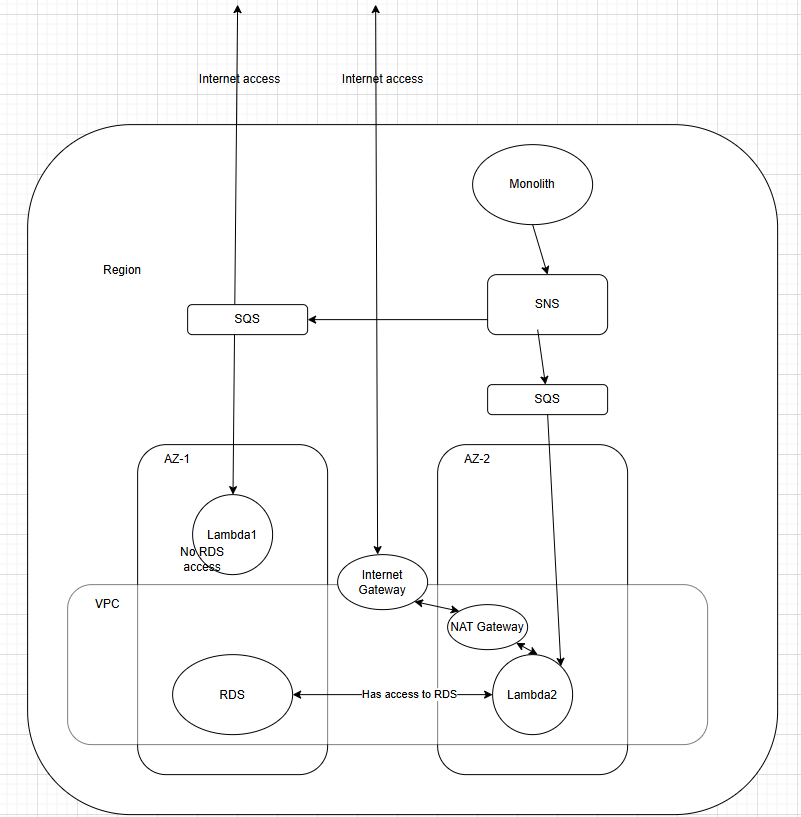 Internet access
Internet access
Monolith
Region
SNS
SQS
SQS
AZ-1
AZ-2
Lambda1
No RDS
access
Internet
Gateway
VPC
NAT Gateway
RDS
Has access to RDS
Lambda2